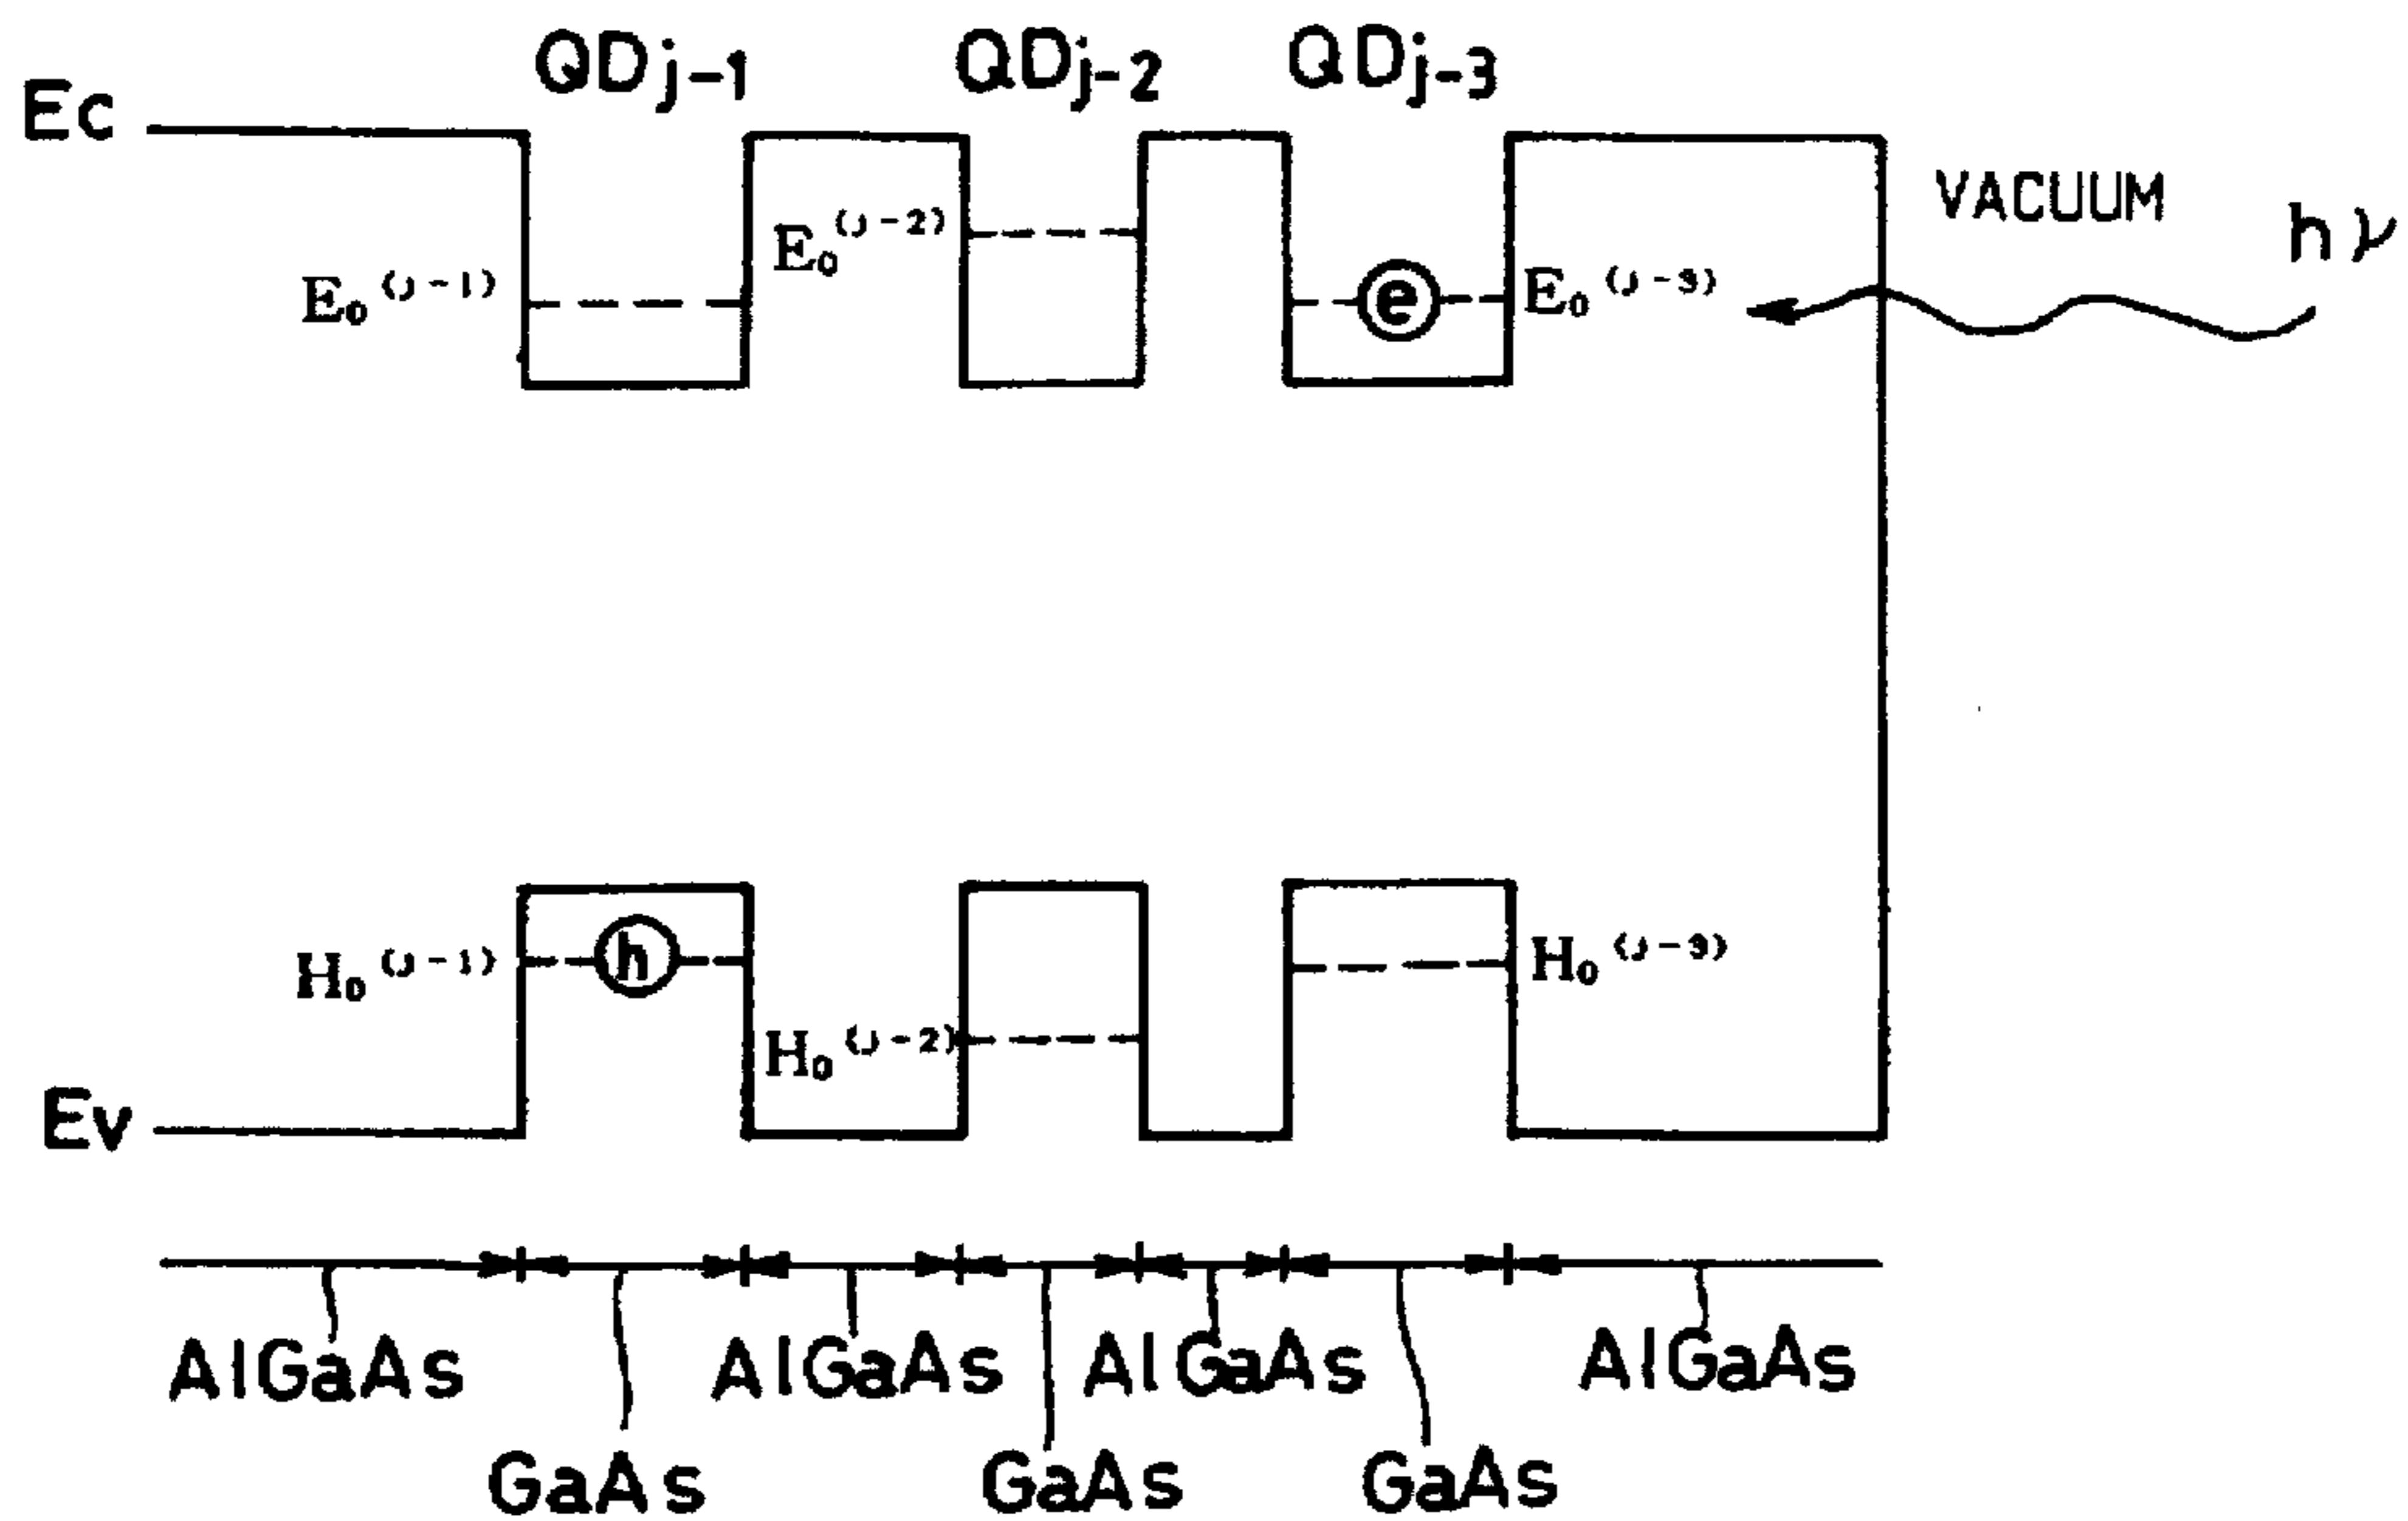 QDj-1 QDj-2 QDj-3
Ec
VACUUM
hν
E₀(j-2)
E₀(j-1)
e
E₀(j-3)
H₀(j-1)
h
H₀(j-3)
H₀(j-2)
Ev
AlGaAs AlGaAs AlGaAs AlGaAs
GaAs GaAs GaAs